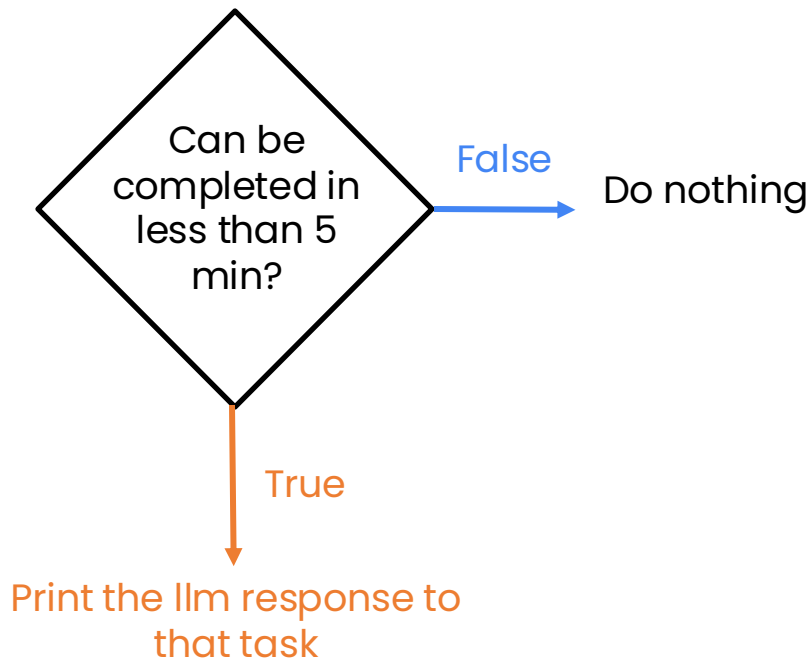 Can be
completed in
less than 5
min?
False
Do nothing
True
Print the llm response to
that task